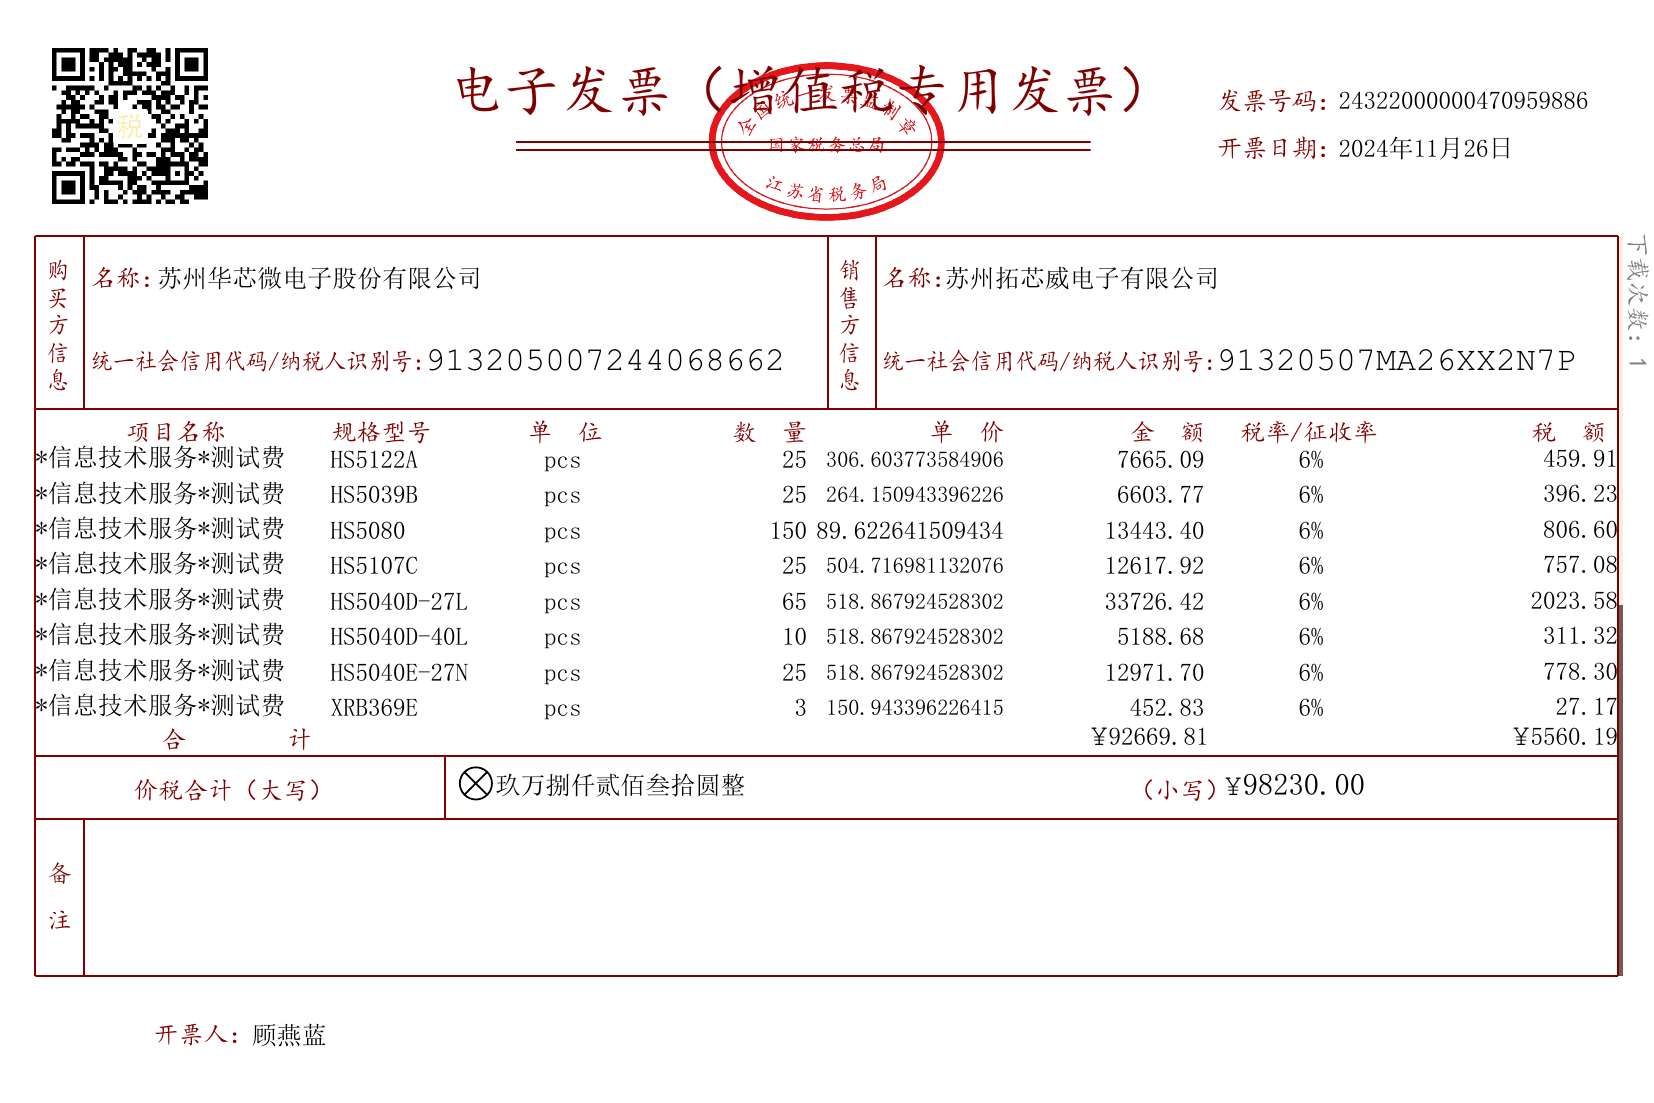 电子发票（增值税专用发票）
全国统一发票监制章
国家税务总局
江苏省税务局
税
发票号码：24322000000470959886
开票日期：2024年11月26日
下载次数：1
购买方信息
名称：苏州华芯微电子股份有限公司
统一社会信用代码/纳税人识别号：913205007244068662
销售方信息
名称：苏州拓芯威电子有限公司
统一社会信用代码/纳税人识别号：91320507MA26XX2N7P
项目名称 规格型号 单 位 数 量 单 价 金 额 税率/征收率 税 额
*信息技术服务*测试费 HS5122A pcs 25 306.603773584906 7665.09 6% 459.91
*信息技术服务*测试费 HS5039B pcs 25 264.150943396226 6603.77 6% 396.23
*信息技术服务*测试费 HS5080 pcs 150 89.622641509434 13443.40 6% 806.60
*信息技术服务*测试费 HS5107C pcs 25 504.716981132076 12617.92 6% 757.08
*信息技术服务*测试费 HS5040D-27L pcs 65 518.867924528302 33726.42 6% 2023.58
*信息技术服务*测试费 HS5040D-40L pcs 10 518.867924528302 5188.68 6% 311.32
*信息技术服务*测试费 HS5040E-27N pcs 25 518.867924528302 12971.70 6% 778.30
*信息技术服务*测试费 XRB369E pcs 3 150.943396226415 452.83 6% 27.17
合 计 ¥92669.81 ¥5560.19
价税合计（大写） ⊗玖万捌仟贰佰叁拾圆整 （小写）¥98230.00
备注
开票人：顾燕蓝